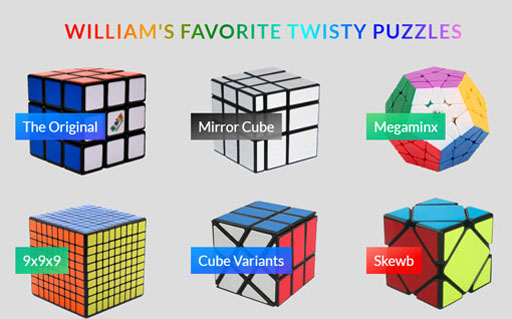 WILLIAM'S FAVORITE TWISTY PUZZLES
The Original
Mirror Cube
Megaminx
9x9x9
Cube Variants
Skewb